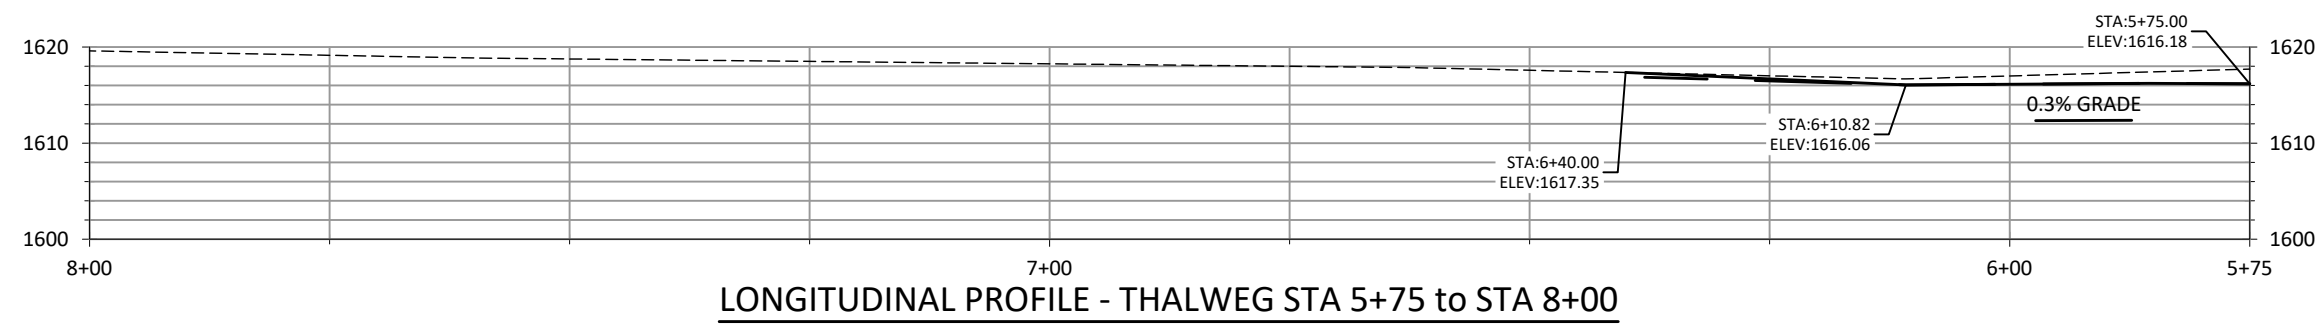 STA:5+75.00
ELEV:1616.18
1620
1620
0.3% GRADE
STA:6+10.82
ELEV:1616.06
1610
1610
STA:6+40.00
ELEV:1617.35
1600
1600
8+00
7+00
6+00
5+75
LONGITUDINAL PROFILE - THALWEG STA 5+75 to STA 8+00